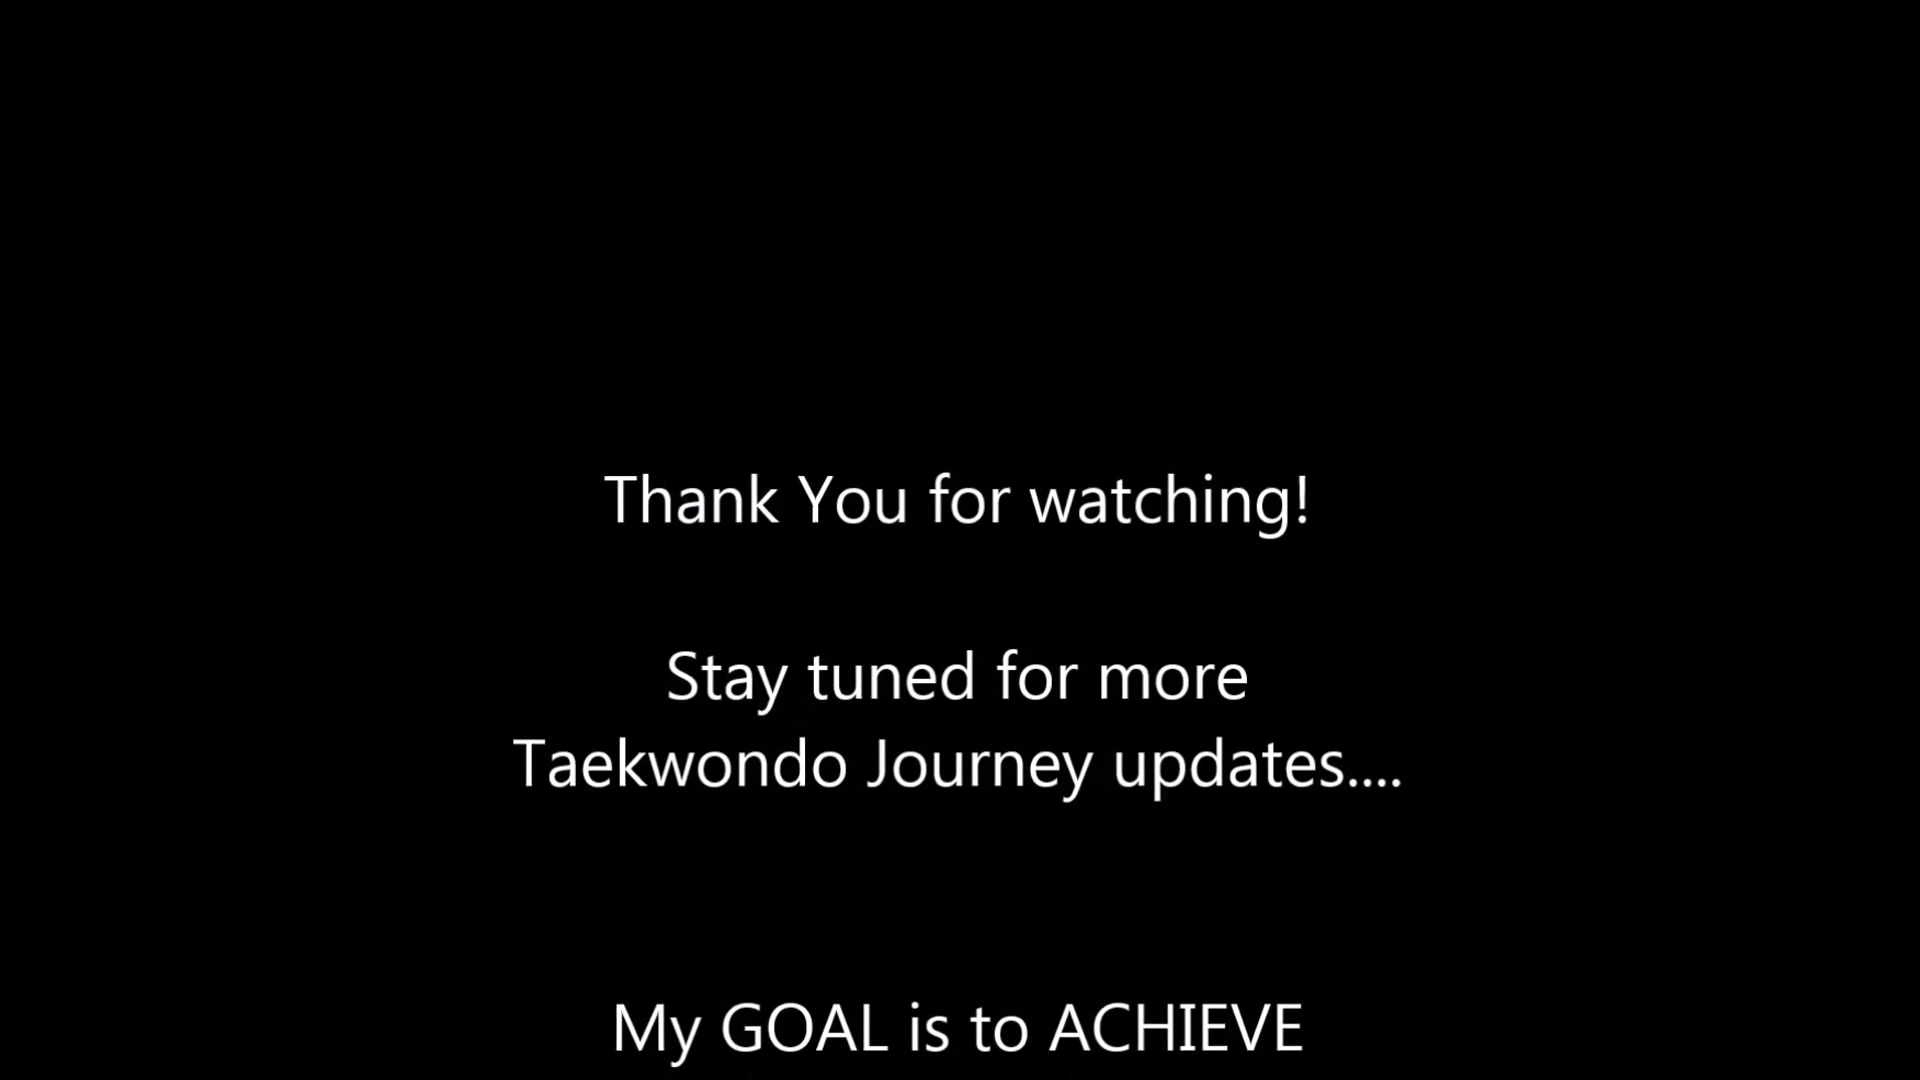 Thank You for watching!
Stay tuned for more
Taekwondo Journey updates....
My GOAL is to ACHIEVE